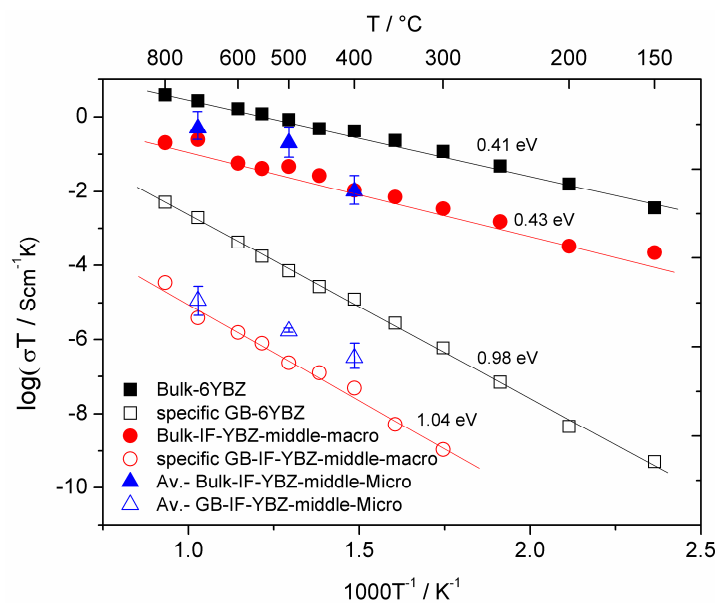 T / °C
800 600 500 400 300 200 150
0
-2
-4
-6
-8
-10
log( σT / Scm⁻¹K)
0.41 eV
0.43 eV
0.98 eV
1.04 eV
Bulk-6YBZ
specific GB-6YBZ
Bulk-IF-YBZ-middle-macro
specific GB-IF-YBZ-middle-macro
Av.- Bulk-IF-YBZ-middle-Micro
Av.- GB-IF-YBZ-middle-Micro
1.0 1.5 2.0 2.5
1000T⁻¹ / K⁻¹